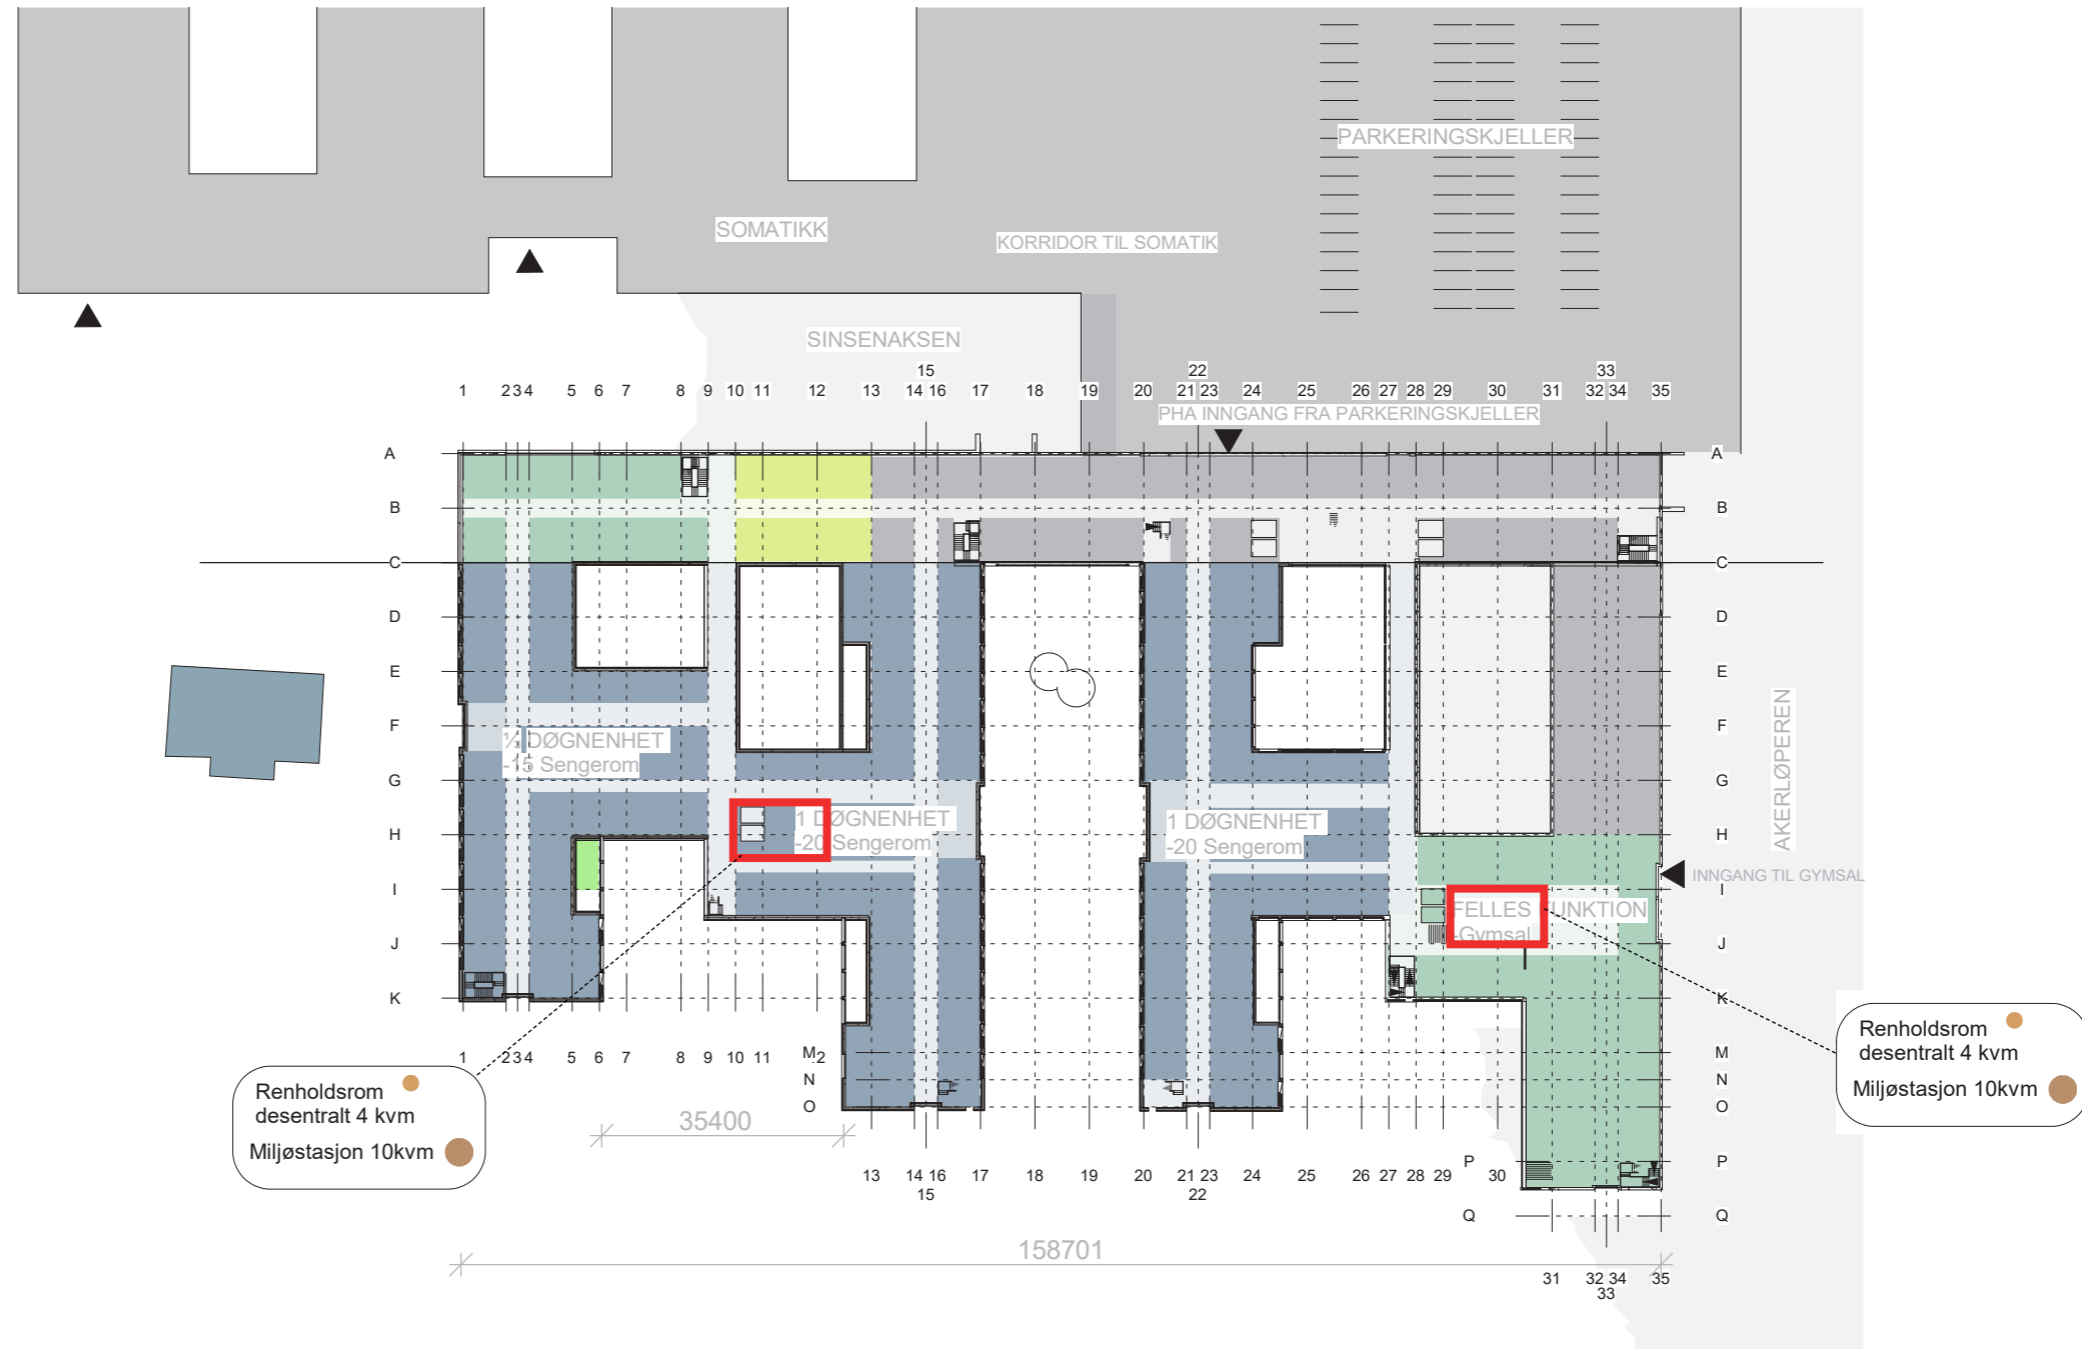 PARKERINGSKJELLER
SOMATIKK
KORRIDOR TIL SOMATIK
SINSENAKSEN
15
22
33
1 2 3 4 5 6 7 8 9 10 11 12 13 14 16 17 18 19 20 21 23 24 25 26 27 28 29 30 31 32 34 35
PHA INNGANG FRA PARKERINGSKJELLER
A A
B B
C C
D D
E E
F F
½ DØGNENHET
-15 Sengerom
G G
H H
1 DØGNENHET
-20 Sengerom
1 DØGNENHET
-20 Sengerom
AKERLØPEREN
INNGANG TIL GYMSAL
I I
FELLES FUNKTION
-Gymsal
J J
K K
1 2 3 4 5 6 7 8 9 10 11 12
M M
N N
O O
Renholdsrom
desentralt 4 kvm
Miljøstasjon 10kvm
Renholdsrom
desentralt 4 kvm
Miljøstasjon 10kvm
35400
P P
13 14 16 17 18 19 20 21 23 24 25 26 27 28 29 30
15 22
Q Q
158701
31 32 34 35
33